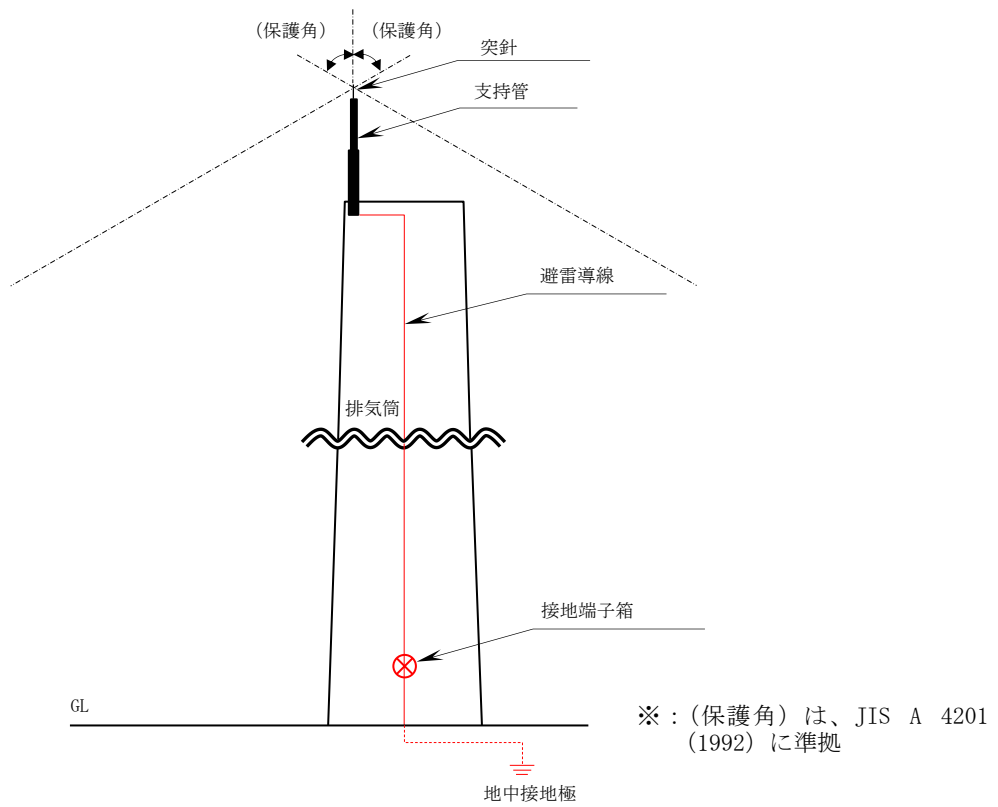 (保護角) (保護角)
突針
支持管
避雷導線
排気筒
接地端子箱
GL
※:(保護角)は、JIS A 4201
(1992)に準拠
地中接地極